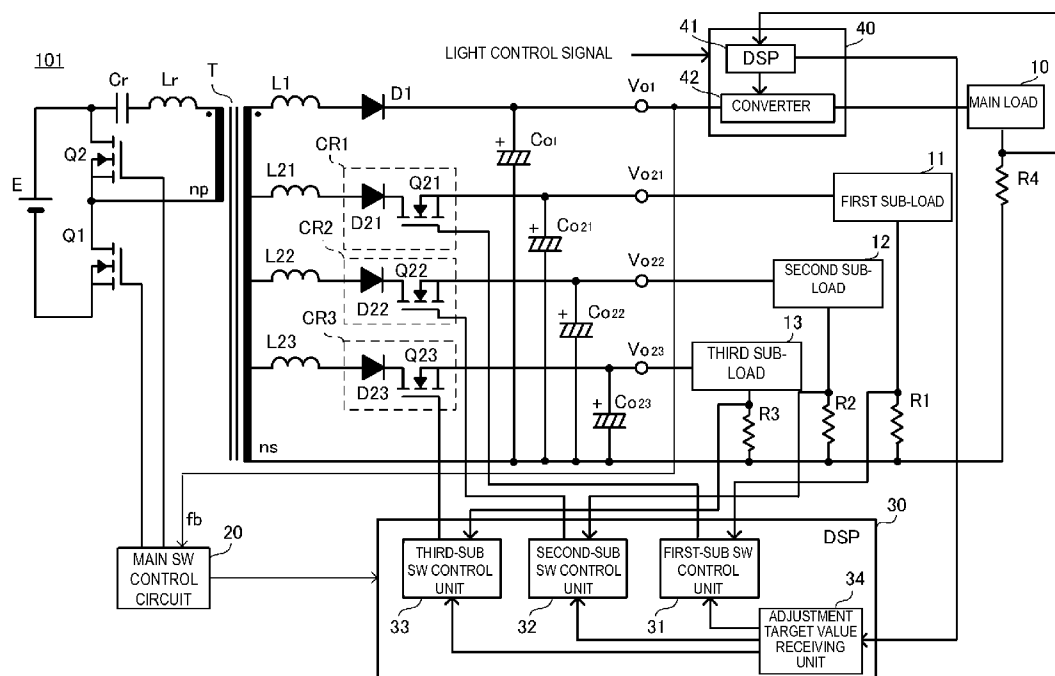 101
E
Cr
Lr
T
Q2
Q1
np
ns
L1
D1
LIGHT CONTROL SIGNAL
41
DSP
40
42
CONVERTER
Vo1
10
MAIN LOAD
R4
Co1
+
L21
CR1
Q21
D21
Vo21
11
FIRST SUB-LOAD
Co21
+
L22
CR2
Q22
D22
Vo22
12
SECOND SUB-
LOAD
Co22
+
L23
CR3
Q23
D23
Vo23
13
THIRD SUB-
LOAD
Co23
+
R3
R2
R1
fb
20
MAIN SW
CONTROL
CIRCUIT
30
DSP
THIRD-SUB
SW CONTROL
UNIT
33
SECOND-SUB
SW CONTROL
UNIT
32
FIRST-SUB SW
CONTROL
UNIT
31
34
ADJUSTMENT
TARGET VALUE
RECEIVING
UNIT